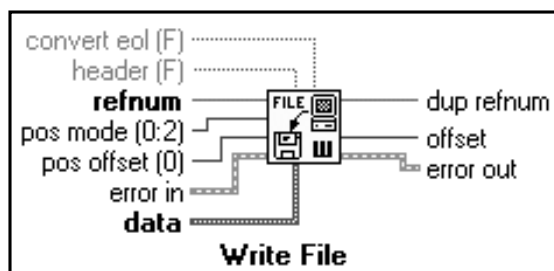 convert eol (F)
header (F)
refnum
pos mode (0:2)
pos offset (0)
error in
data
FILE
dup refnum
offset
error out
Write File